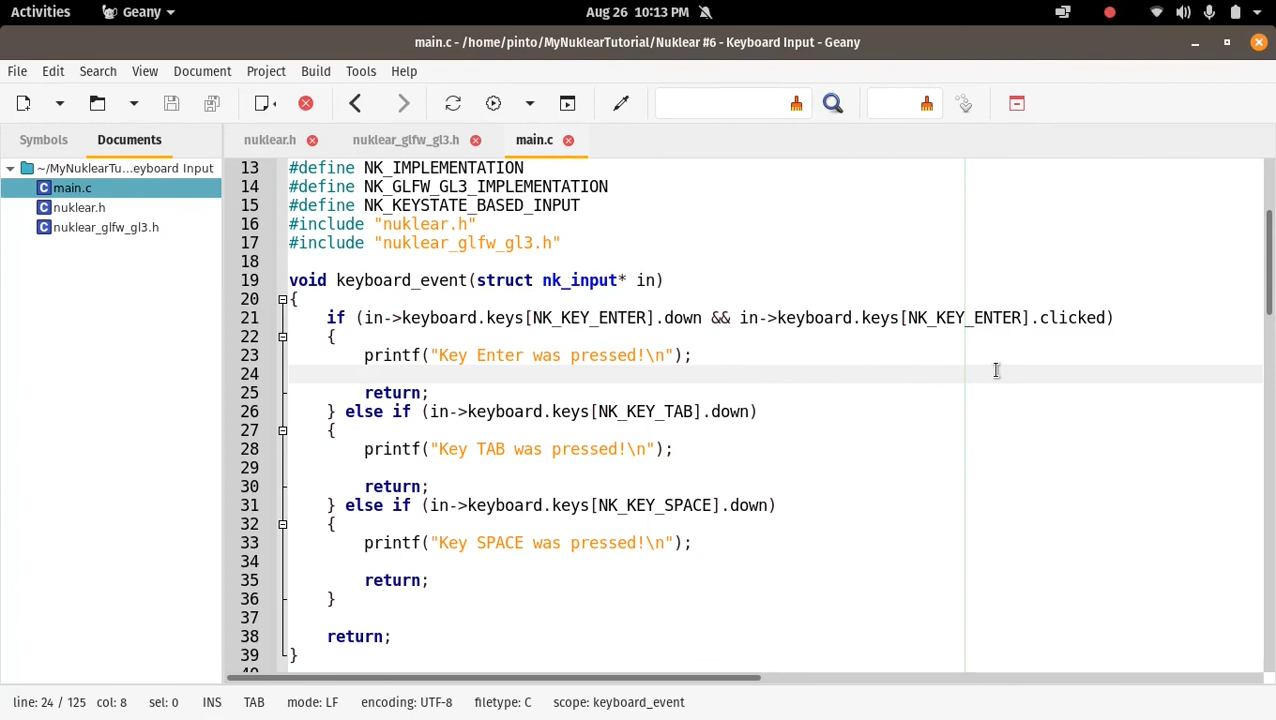 Activities Geany Aug 26 10:13 PM
main.c - /home/pinto/MyNuklearTutorial/Nuklear #6 - Keyboard Input - Geany
File Edit Search View Document Project Build Tools Help
Symbols Documents nuklear.h nuklear_glfw_gl3.h main.c
~/MyNuklearTu...eyboard Input
main.c
nuklear.h
nuklear_glfw_gl3.h
13 #define NK_IMPLEMENTATION
14 #define NK_GLFW_GL3_IMPLEMENTATION
15 #define NK_KEYSTATE_BASED_INPUT
16 #include "nuklear.h"
17 #include "nuklear_glfw_gl3.h"
18
19 void keyboard_event(struct nk_input* in)
20 {
21 if (in->keyboard.keys[NK_KEY_ENTER].down && in->keyboard.keys[NK_KEY_ENTER].clicked)
22 {
23 printf("Key Enter was pressed!\n");
24
25 return;
26 } else if (in->keyboard.keys[NK_KEY_TAB].down)
27 {
28 printf("Key TAB was pressed!\n");
29
30 return;
31 } else if (in->keyboard.keys[NK_KEY_SPACE].down)
32 {
33 printf("Key SPACE was pressed!\n");
34
35 return;
36 }
37
38 return;
39 }
line: 24 / 125 col: 8 sel: 0 INS TAB mode: LF encoding: UTF-8 filetype: C scope: keyboard_event